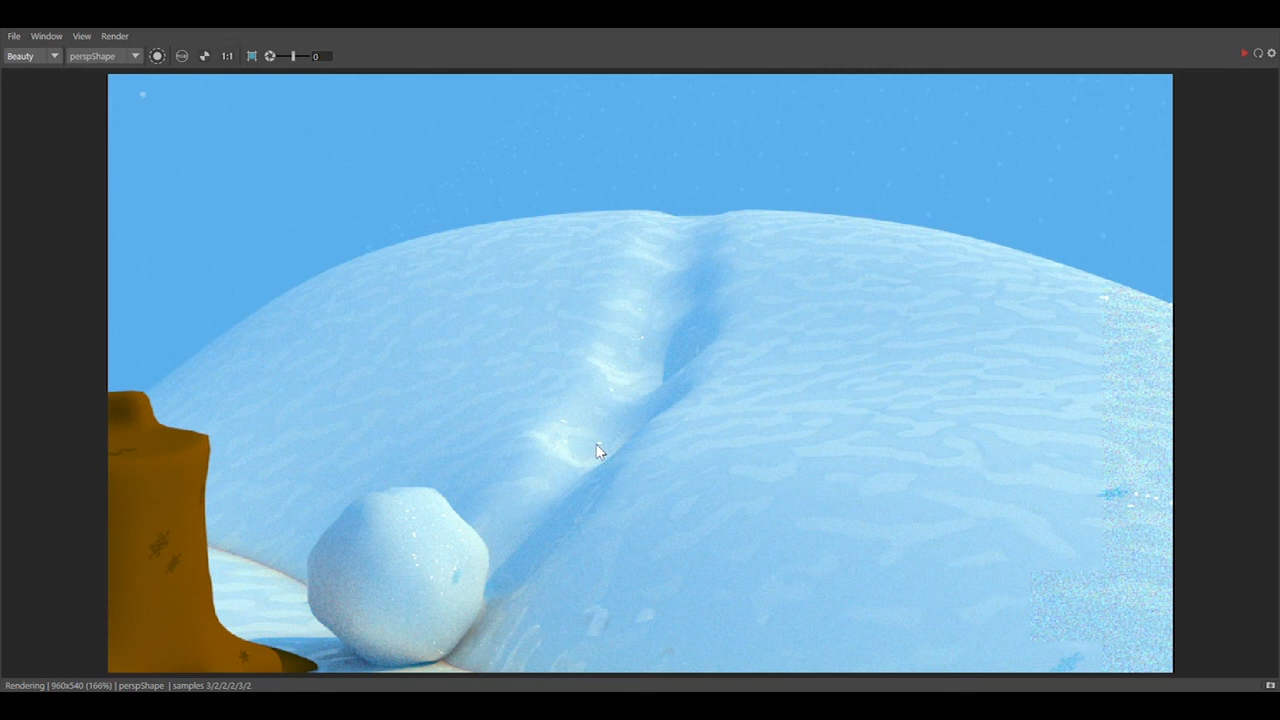 File Window View Render
Beauty perspShape 1:1 0
Rendering | 960x540 (166%) | perspShape | samples 3/2/2/2/3/2